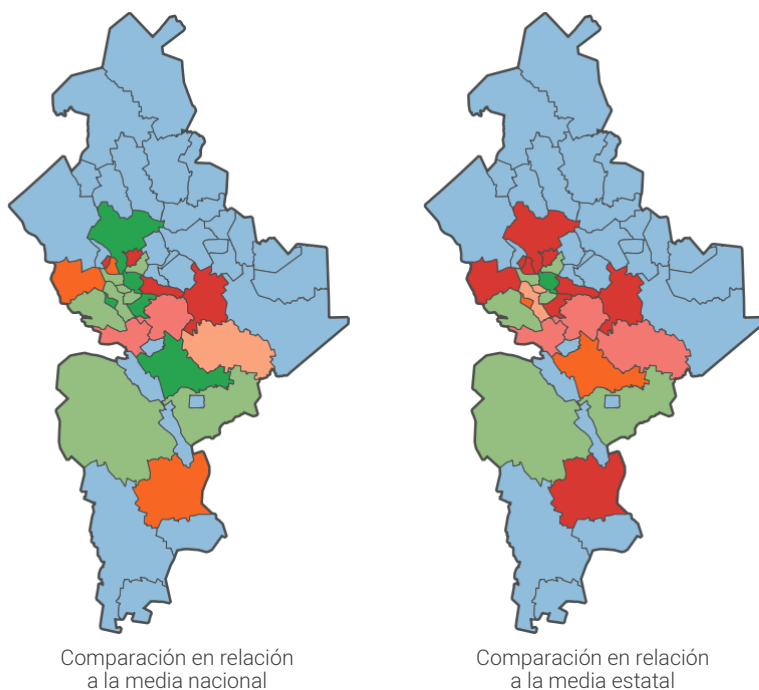 Comparación en relación
a la media nacional
Comparación en relación
a la media estatal